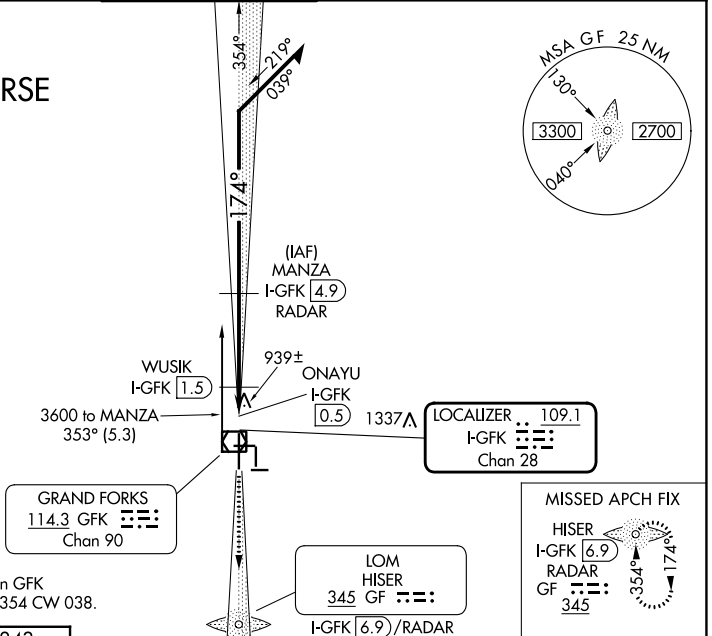 RSE
354°
219°
039°
174°
MSA GF 25 NM
130°
3300
2700
040°
(IAF)
MANZA
I-GFK 4.9
RADAR
WUSIK
I-GFK 1.5
939±
ONAYU
I-GFK
0.5
3600 to MANZA
353° (5.3)
1337
LOCALIZER 109.1
I-GFK
Chan 28
GRAND FORKS
114.3 GFK
Chan 90
MISSED APCH FIX
HISER
I-GFK 6.9
RADAR
GF
345
354°
174°
LOM
HISER
345 GF
I-GFK 6.9/RADAR
n GFK
354 CW 038.